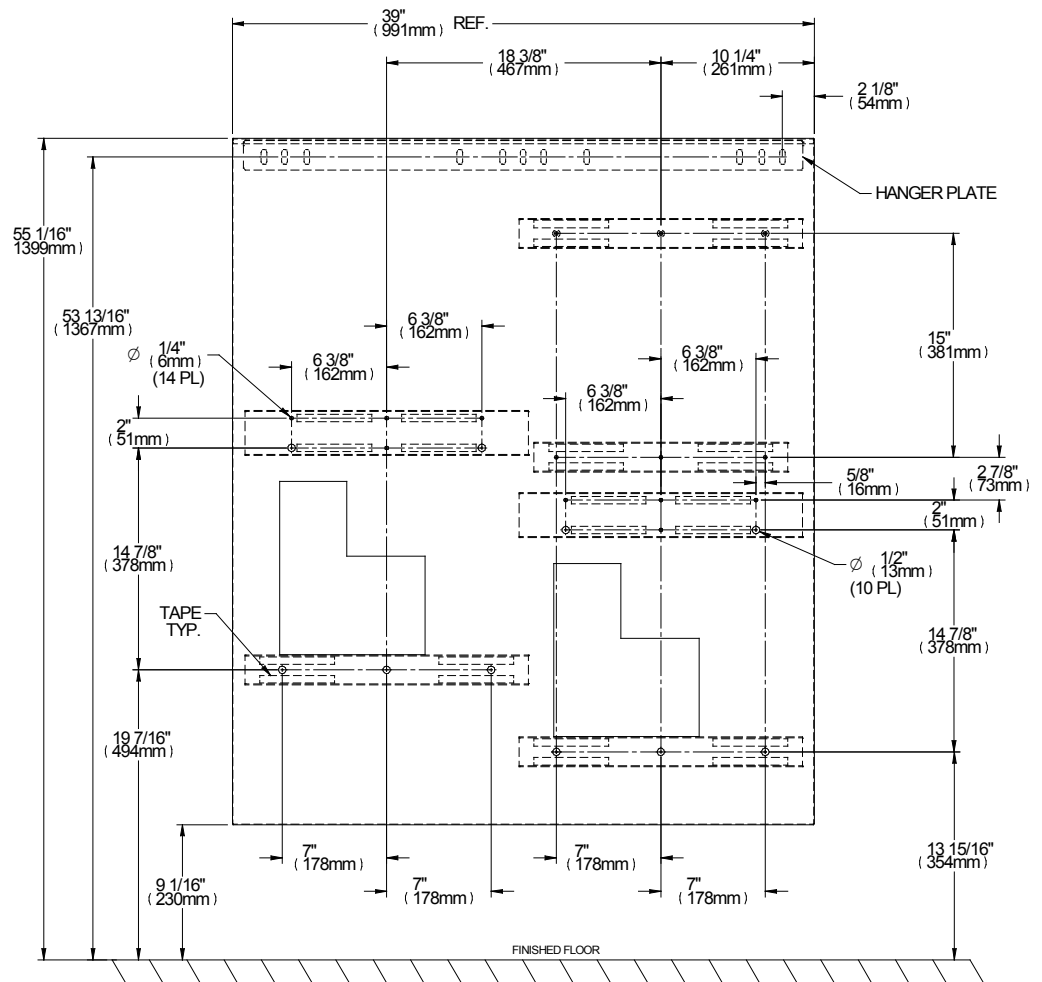 39" REF.
(991mm)
18 3/8"
(467mm)
10 1/4"
(261mm)
2 1/8"
(54mm)
HANGER PLATE
55 1/16"
1399mm)
53 13/16"
(1367mm)
6 3/8"
(162mm)
Ø 1/4"
(6mm)
(14 PL)
6 3/8"
(162mm)
15"
(381mm)
6 3/8"
(162mm)
6 3/8"
(162mm)
2"
(51mm)
2 7/8"
(73mm)
5/8"
(16mm)
2"
(51mm)
14 7/8"
(378mm)
Ø 1/2"
(13mm)
(10 PL)
TAPE
TYP.
14 7/8"
(378mm)
19 7/16"
(494mm)
7"
(178mm)
7"
(178mm)
7"
(178mm)
7"
(178mm)
13 15/16"
(354mm)
9 1/16"
(230mm)
FINISHED FLOOR